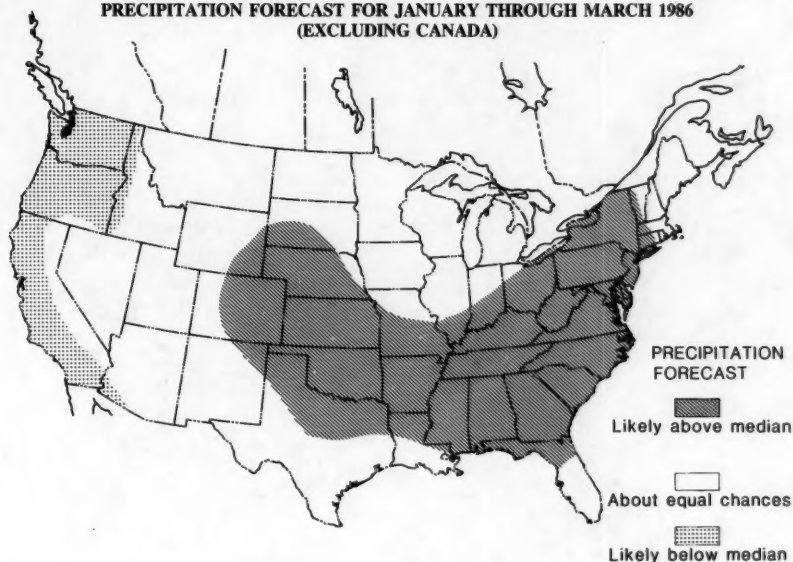 PRECIPITATION FORECAST FOR JANUARY THROUGH MARCH 1986
(EXCLUDING CANADA)
PRECIPITATION
FORECAST
Likely above median
About equal chances
Likely below median